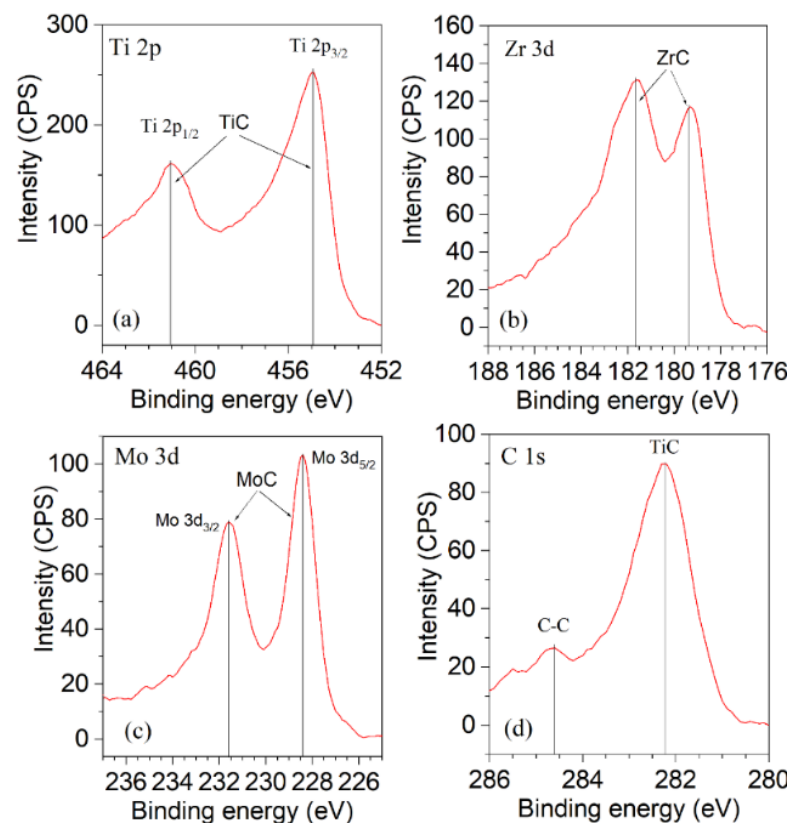 Ti 2p
Ti 2p3/2
Ti 2p1/2
TiC
300
200
100
0
Intensity (CPS)
(a)
464 460 456 452
Binding energy (eV)
Zr 3d
ZrC
160
140
120
100
80
60
40
20
0
Intensity (CPS)
(b)
188 186 184 182 180 178 176
Binding energy (eV)
Mo 3d
Mo 3d5/2
MoC
Mo 3d3/2
100
80
60
40
20
0
Intensity (CPS)
(c)
236 234 232 230 228 226
Binding energy (eV)
C 1s
TiC
C-C
100
80
60
40
20
0
Intensity (CPS)
(d)
286 284 282 280
Binding energy (eV)